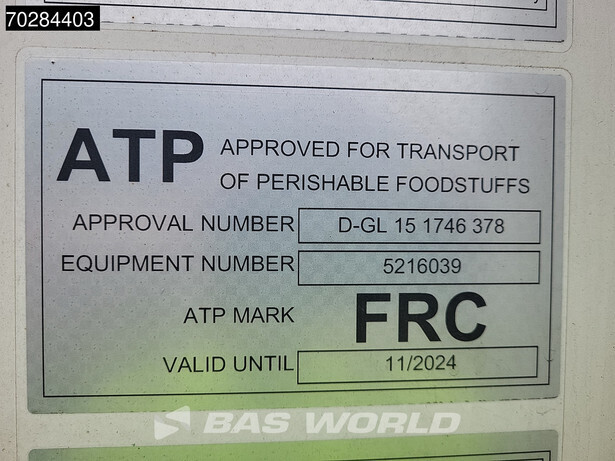 70284403
ATP APPROVED FOR TRANSPORT
OF PERISHABLE FOODSTUFFS
APPROVAL NUMBER D-GL 15 1746 378
EQUIPMENT NUMBER 5216039
ATP MARK FRC
VALID UNTIL 11/2024
BAS WORLD